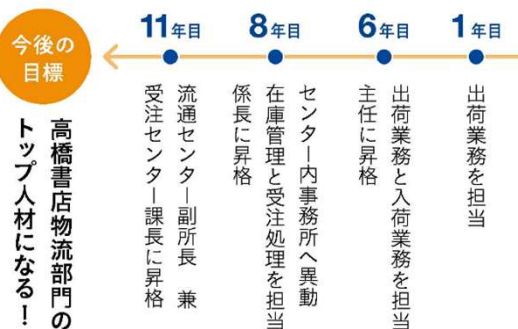 1年目
出荷業務を担当
6年目
出荷業務と入荷業務を担当
主任に昇格
8年目
センター内事務所へ異動
在庫管理と受注処理を担当
係長に昇格
11年目
流通センター副所長 兼
受注センター課長に昇格
今後の
目標
高橋書店物流部門の
トップ人材になる！